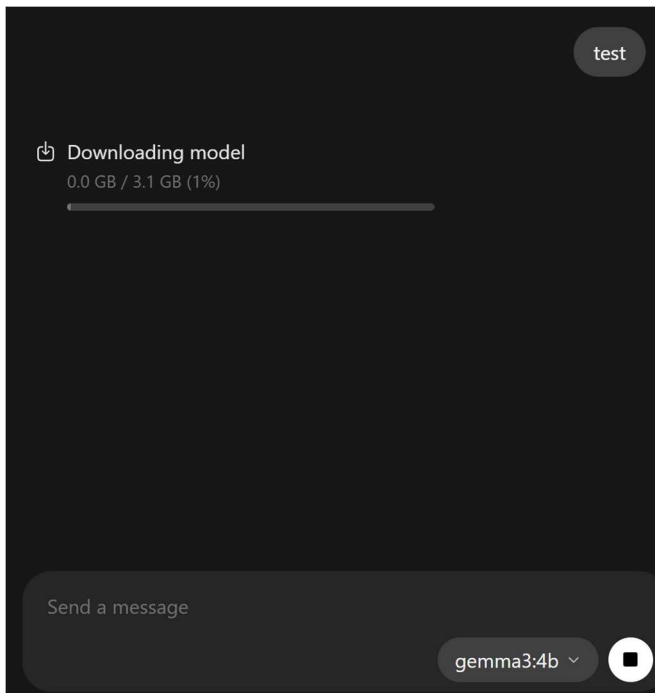 test
Downloading model
0.0 GB / 3.1 GB (1%)
Send a message
gemma3:4b